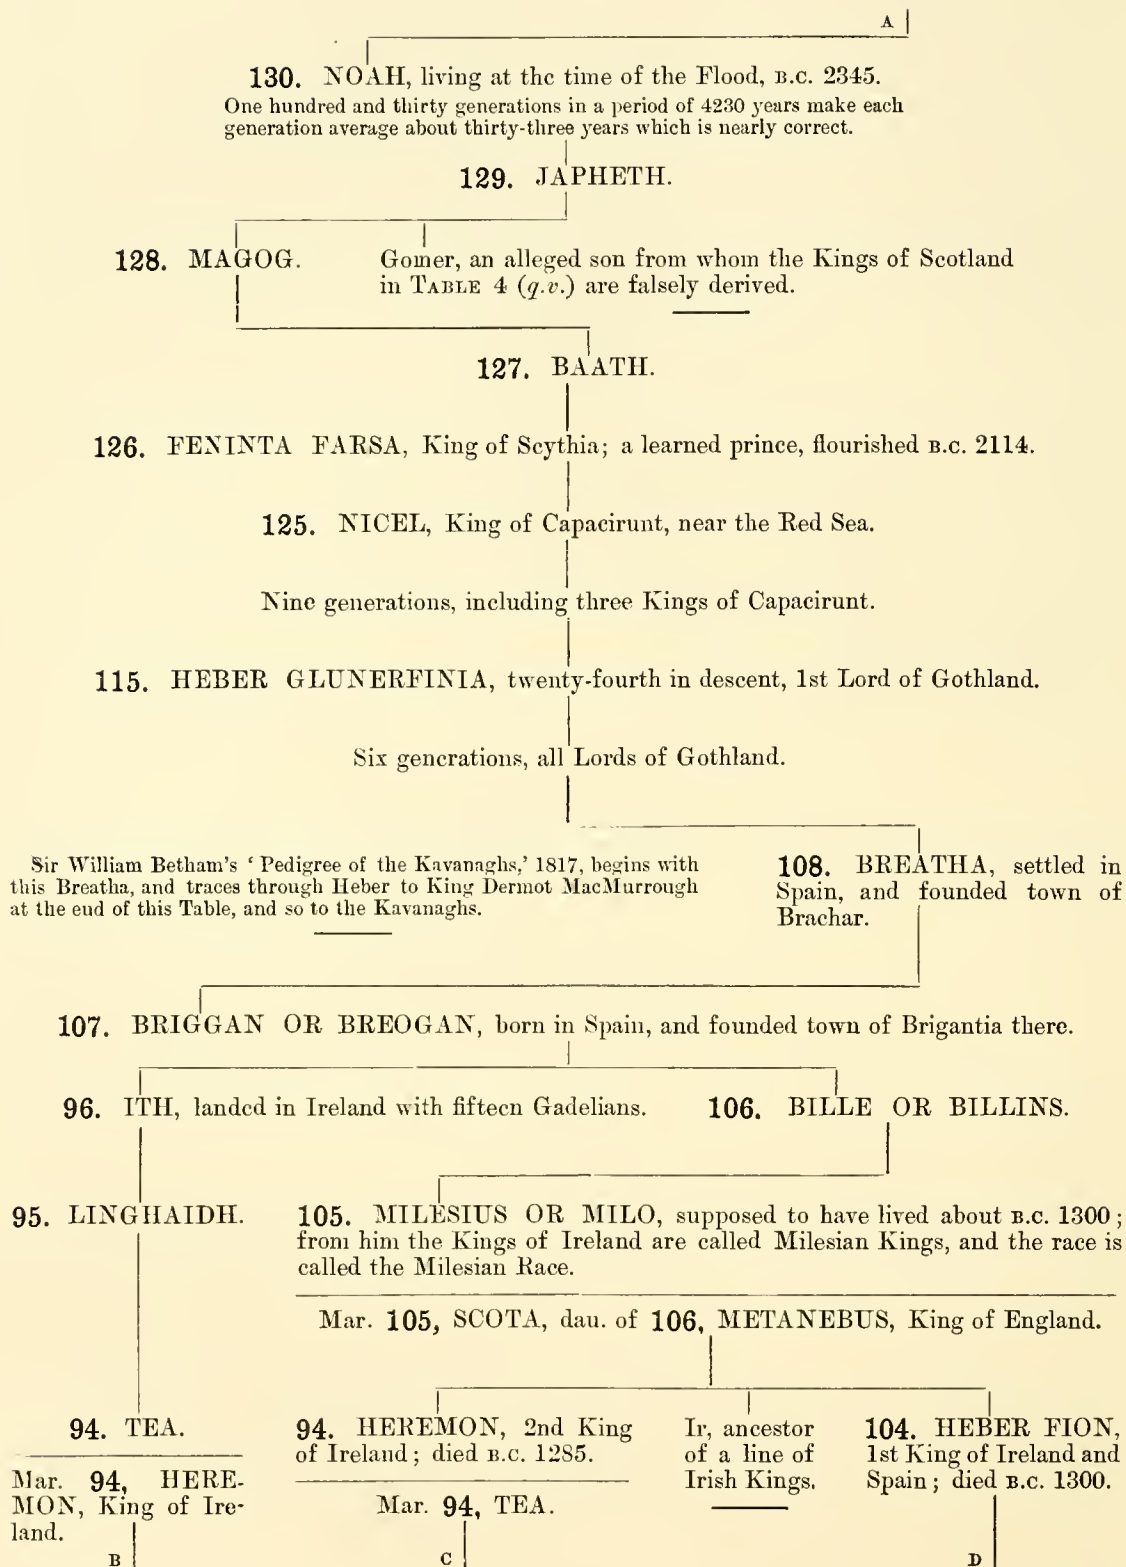 A
130. NOAH, living at the time of the Flood, B.C. 2345.
One hundred and thirty generations in a period of 4230 years make each
generation average about thirty-three years which is nearly correct.
129. JAPHETH.
128. MAGOG.
Gomer, an alleged son from whom the Kings of Scotland
in TABLE 4 (q.v.) are falsely derived.
127. BAATH.
126. FENINTA FARSA, King of Scythia; a learned prince, flourished B.C. 2114.
125. NICEL, King of Capacirunt, near the Red Sea.
Nine generations, including three Kings of Capacirunt.
115. HEBER GLUNERFINIA, twenty-fourth in descent, 1st Lord of Gothland.
Six generations, all Lords of Gothland.
Sir William Betham's ‘Pedigree of the Kavanaghs,’ 1817, begins with
this Breatha, and traces through Heber to King Dermot MacMurrough
at the end of this Table, and so to the Kavanaghs.
108. BREATHA, settled in
Spain, and founded town of
Brachar.
107. BRIGGAN OR BREOGAN, born in Spain, and founded town of Brigantia there.
96. ITH, landed in Ireland with fifteen Gadelians.
106. BILLE OR BILLINS.
95. LINGHAIDH.
105. MILESIUS OR MILO, supposed to have lived about B.C. 1300;
from him the Kings of Ireland are called Milesian Kings, and the race is
called the Milesian Race.
Mar. 105, SCOTA, dau. of 106, METANEBUS, King of England.
94. TEA.
Mar. 94, HERE-
MON, King of Ire-
land.
B
94. HEREMON, 2nd King
of Ireland; died B.C. 1285.
Mar. 94, TEA.
C
Ir, ancestor
of a line of
Irish Kings.
104. HEBER FION,
1st King of Ireland and
Spain; died B.C. 1300.
D